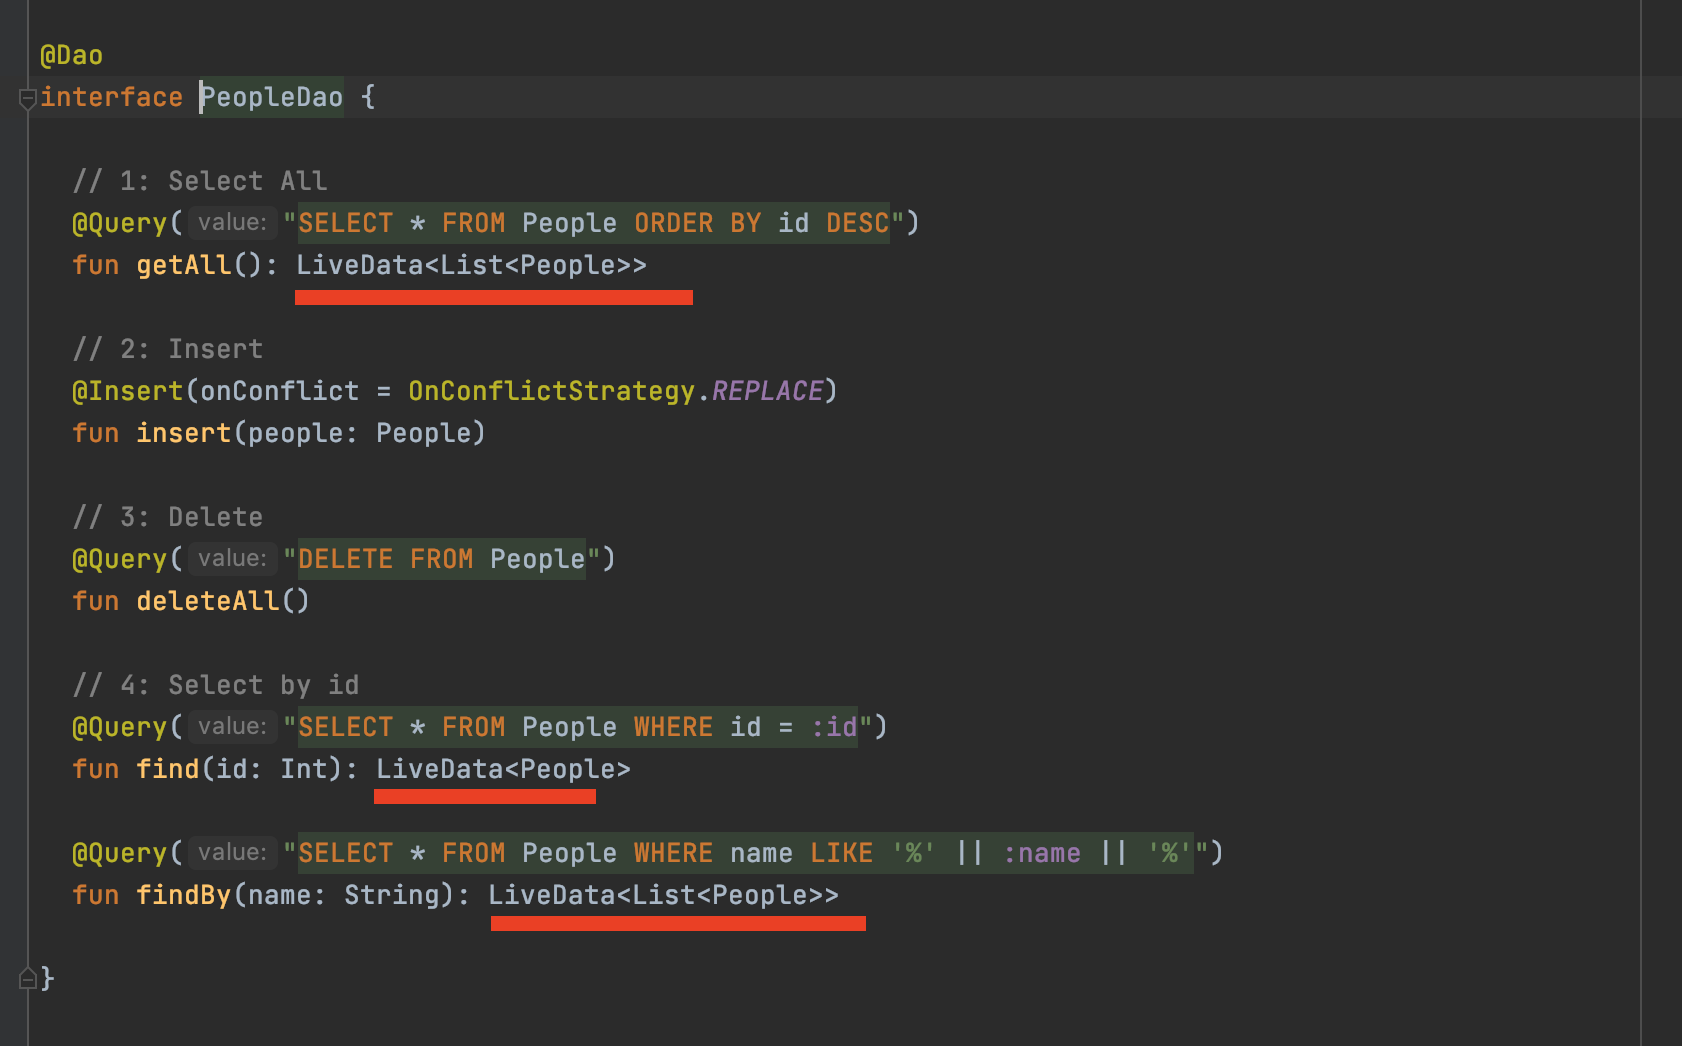 @Dao
interface PeopleDao {
// 1: Select All
@Query( value: "SELECT * FROM People ORDER BY id DESC")
fun getAll(): LiveData<List<People>>
// 2: Insert
@Insert(onConflict = OnConflictStrategy.REPLACE)
fun insert(people: People)
// 3: Delete
@Query( value: "DELETE FROM People")
fun deleteAll()
// 4: Select by id
@Query( value: "SELECT * FROM People WHERE id = :id")
fun find(id: Int): LiveData<People>
@Query( value: "SELECT * FROM People WHERE name LIKE '%' || :name || '%'")
fun findBy(name: String): LiveData<List<People>>
}